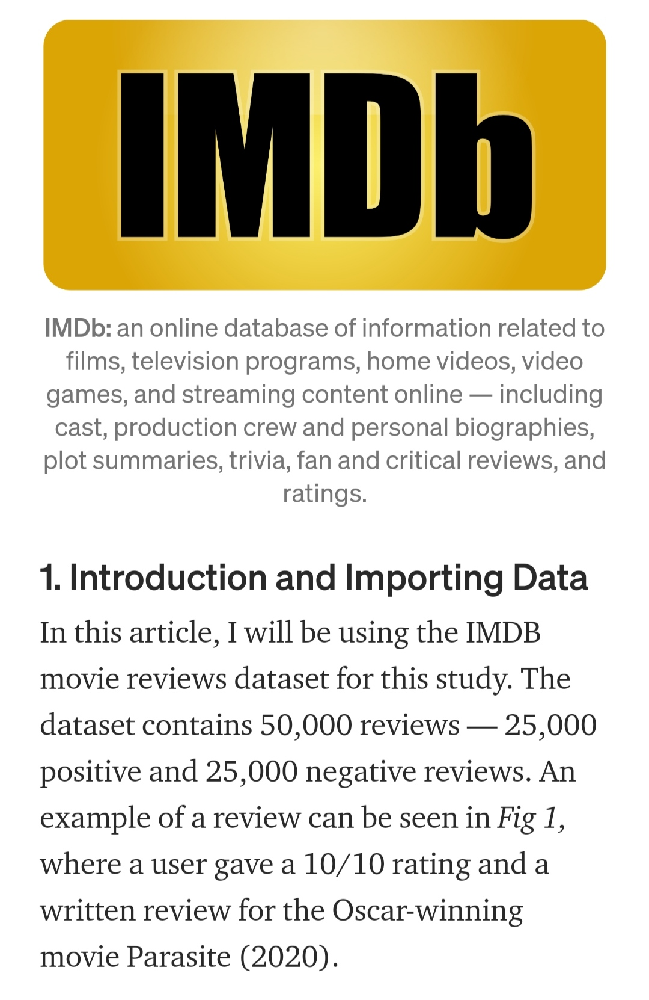 IMDb
IMDb: an online database of information related to
films, television programs, home videos, video
games, and streaming content online — including
cast, production crew and personal biographies,
plot summaries, trivia, fan and critical reviews, and
ratings.
1. Introduction and Importing Data
In this article, I will be using the IMDB
movie reviews dataset for this study. The
dataset contains 50,000 reviews — 25,000
positive and 25,000 negative reviews. An
example of a review can be seen in Fig 1,
where a user gave a 10/10 rating and a
written review for the Oscar-winning
movie Parasite (2020).